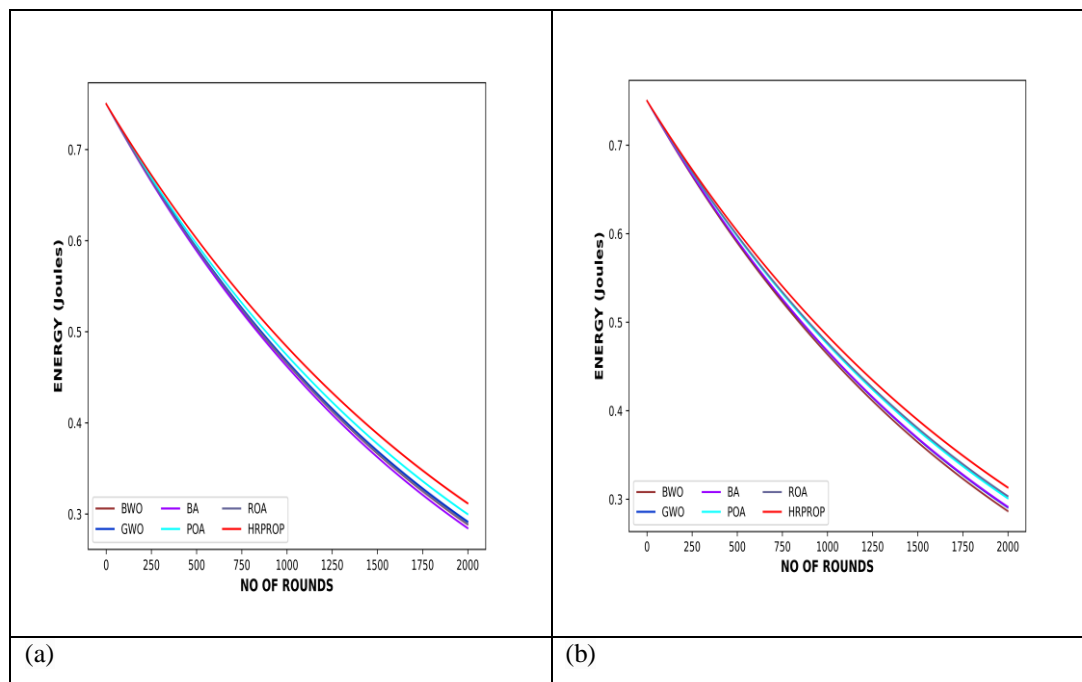 ENERGY (Joules)
0.7
0.6
0.5
0.4
0.3
BWO BA ROA
GWO POA HRPROP
0 250 500 750 1000 1250 1500 1750 2000
NO OF ROUNDS
(a)
ENERGY (Joules)
0.7
0.6
0.5
0.4
0.3
BWO BA ROA
GWO POA HRPROP
0 250 500 750 1000 1250 1500 1750 2000
NO OF ROUNDS
(b)